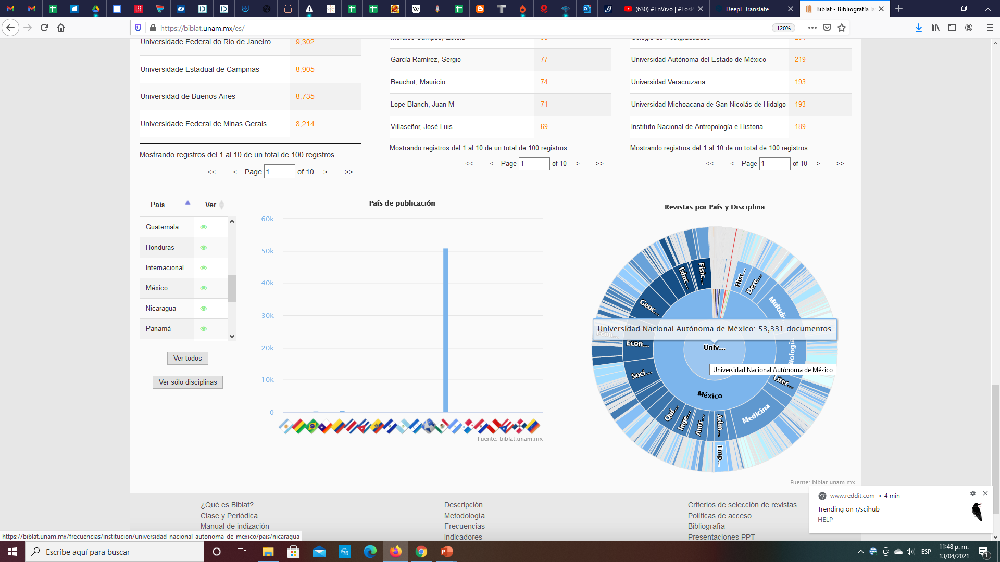 (630) #EnVivo | #LosP
DeepL Translate
Biblat - Bibliografía la
https://biblat.unam.mx/es/
120%
Universidade Federal do Rio de Janeiro 9,302
Universidade Estadual de Campinas 8,905
Universidad de Buenos Aires 8,735
Universidade Federal de Minas Gerais 8,214
Mostrando registros del 1 al 10 de un total de 100 registros
<< < Page 1 of 10 > >>
García Ramírez, Sergio 77
Beuchot, Mauricio 74
Lope Blanch, Juan M 71
Villaseñor, José Luis 69
Mostrando registros del 1 al 10 de un total de 100 registros
<< < Page 1 of 10 > >>
Universidad Autónoma del Estado de México 219
Universidad Veracruzana 193
Universidad Michoacana de San Nicolás de Hidalgo 193
Instituto Nacional de Antropología e Historia 189
Mostrando registros del 1 al 10 de un total de 100 registros
<< < Page 1 of 10 > >>
País Ver
Guatemala
Honduras
Internacional
México
Nicaragua
Panamá
Ver todos
Ver sólo disciplinas
País de publicación
60k
50k
40k
30k
20k
10k
0
Fuente: biblat.unam.mx
Revistas por País y Disciplina
Físic...
Educ...
Geoc...
Econ...
Soci...
Quí...
Inge...
Antr...
Adm...
Emp...
Medicina
Liter...
Biología
Multidi
Dere...
Hist...
México
Univ...
Universidad Nacional Autónoma de México: 53,331 documentos
Universidad Nacional Autónoma de México
Fuente: biblat.unam.mx
¿Qué es Biblat?
Clase y Periódica
Manual de indización
Descripción
Metodología
Frecuencias
Indicadores
Criterios de selección de revistas
Políticas de acceso
Bibliografía
Presentaciones PPT
www.reddit.com • 4 min
Trending on r/scihub
HELP
https://biblat.unam.mx/frecuencias/institucion/universidad-nacional-autonoma-de-mexico/pais/nicaragua
Escribe aquí para buscar
ESP
11:48 p. m.
13/04/2021
1